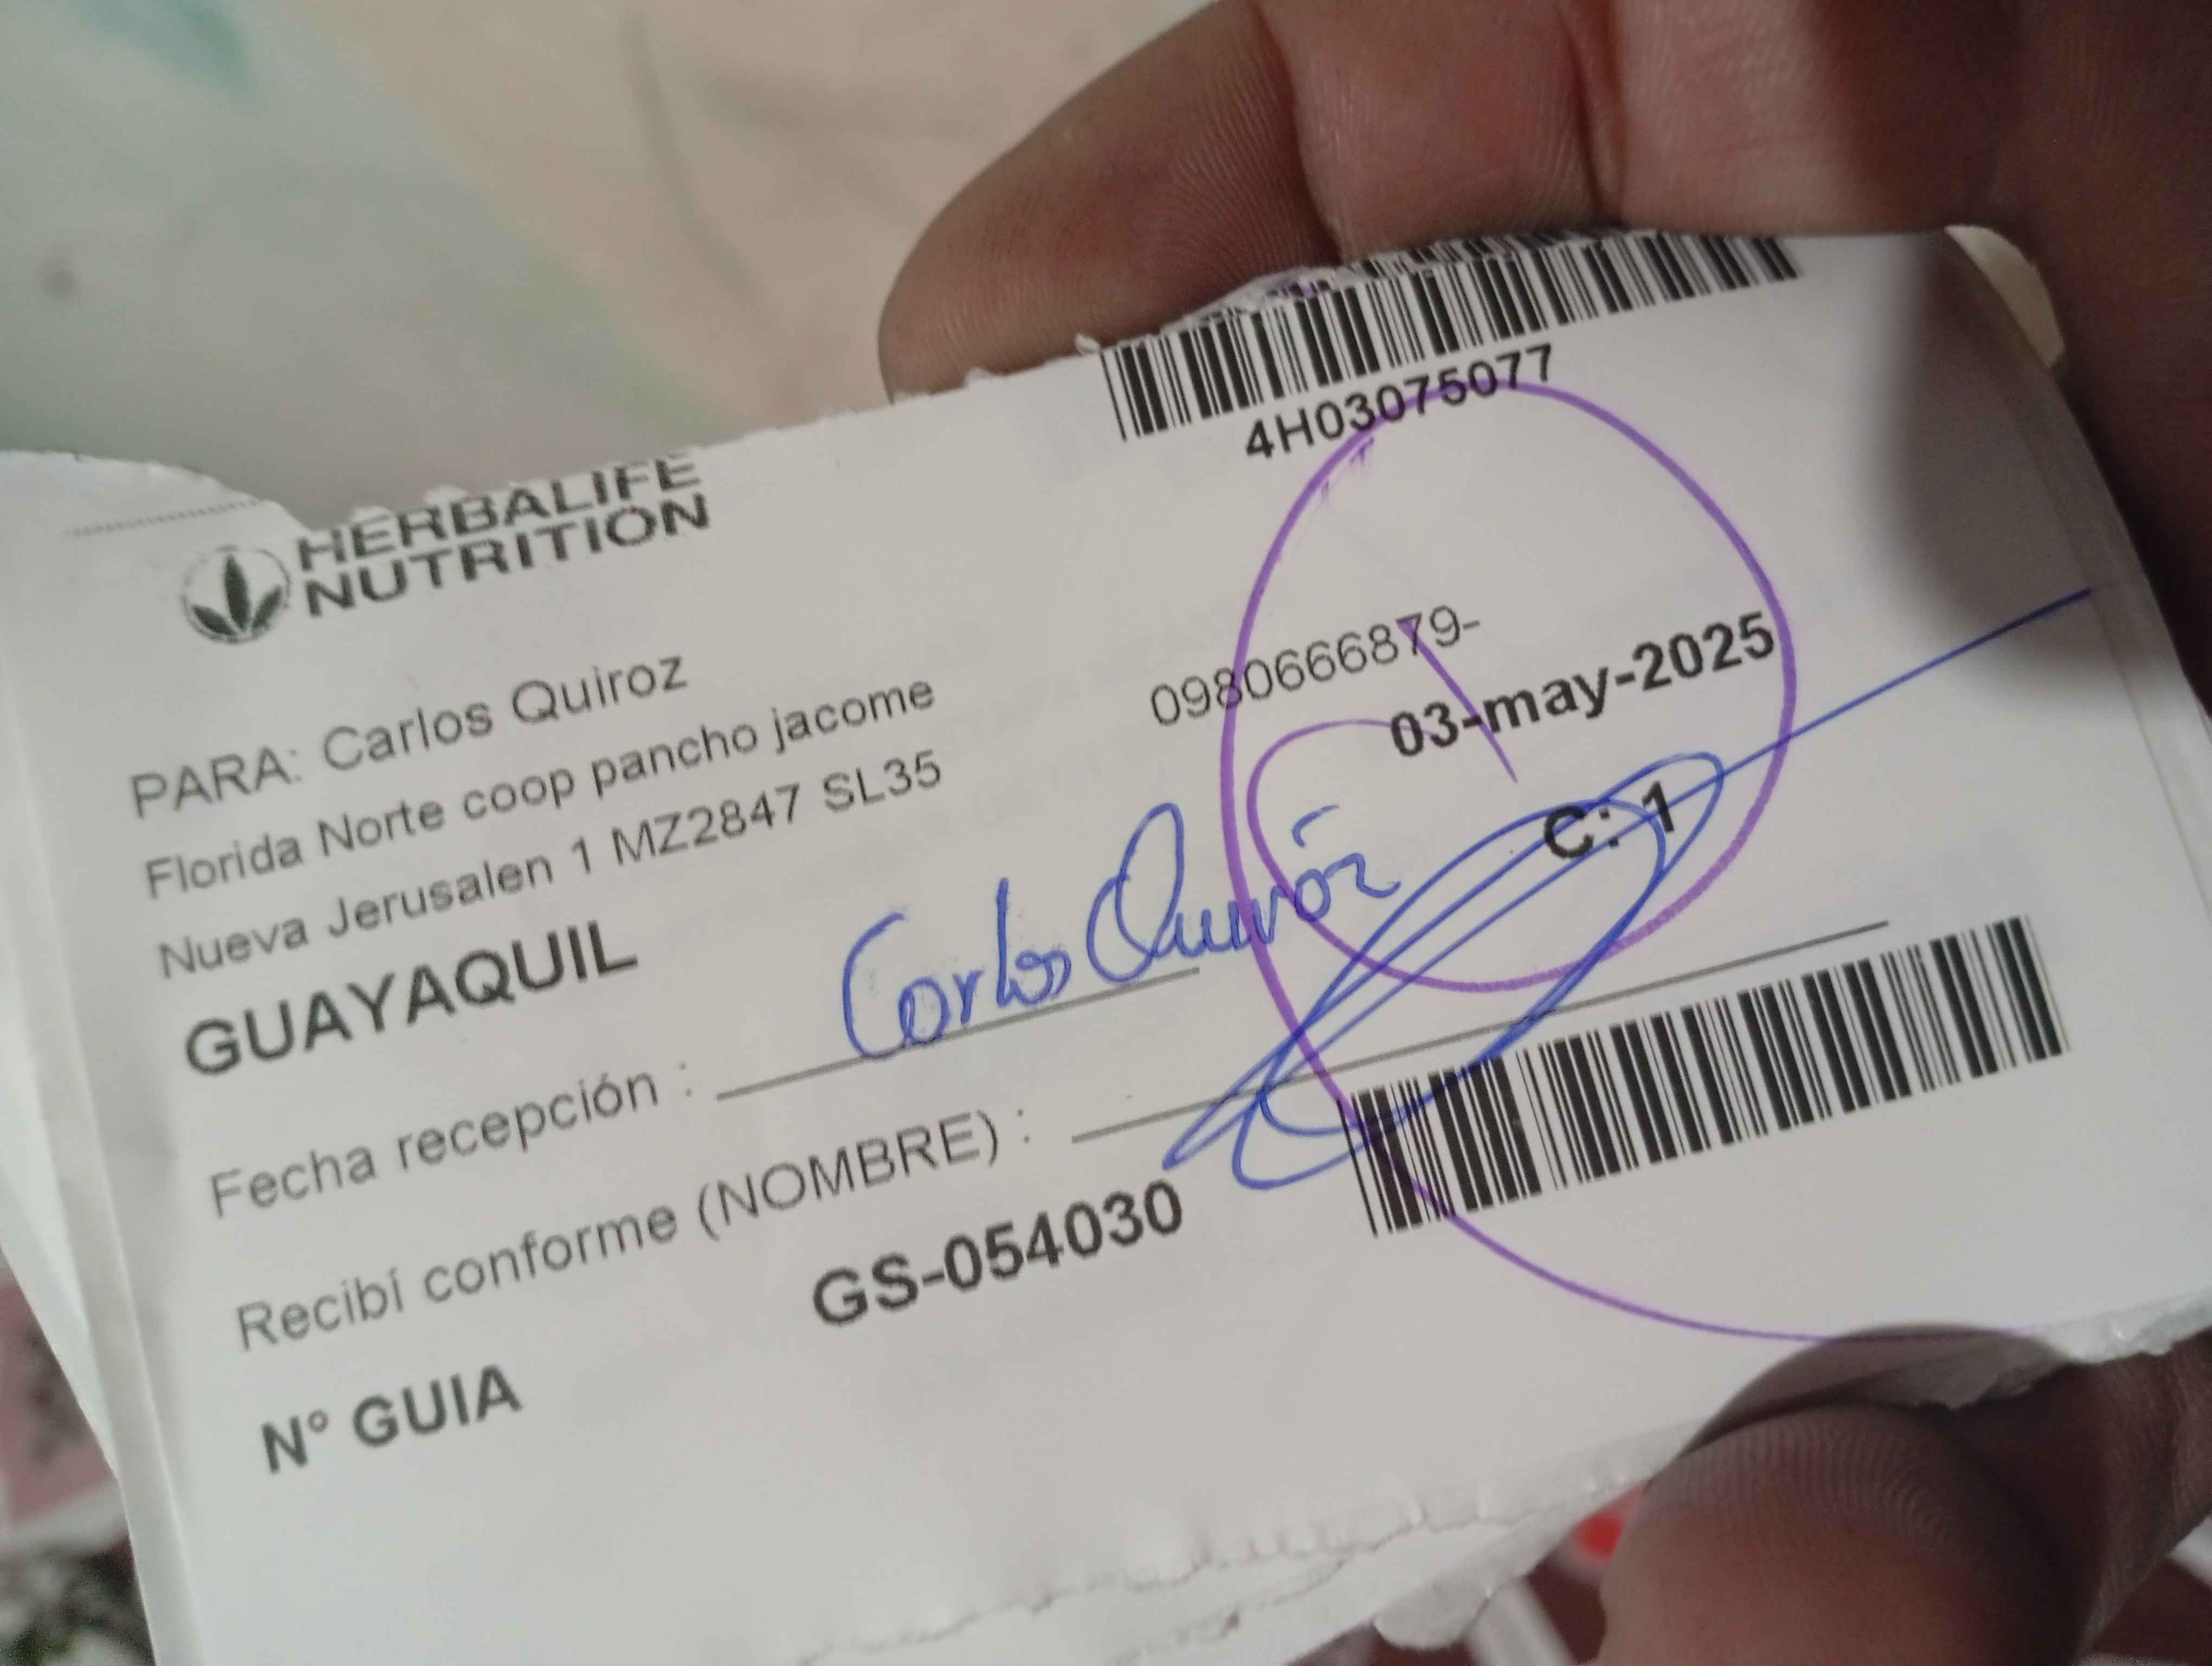 4H03075077
HERBALIFE
NUTRITION
PARA: Carlos Quiroz
0980666879-
Florida Norte coop pancho jacome
03-may-2025
Nueva Jerusalen 1 MZ2847 SL35
C: 1
GUAYAQUIL
Fecha recepción : Carlos Quiróz
Recibí conforme (NOMBRE) :
N° GUIA GS-054030